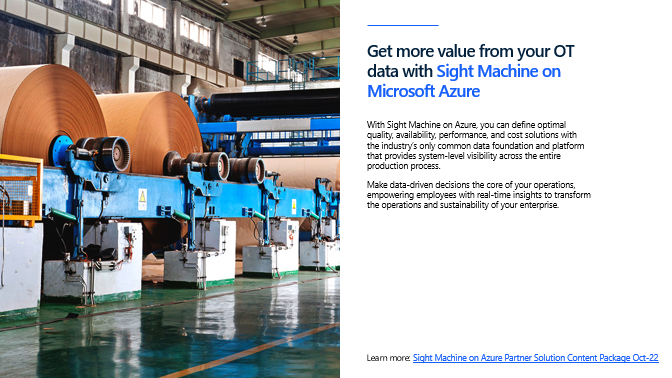 Get more value from your OT
data with Sight Machine on
Microsoft Azure
With Sight Machine on Azure, you can define optimal
quality, availability, performance, and cost solutions with
the industry's only common data foundation and platform
that provides system-level visibility across the entire
production process.
Make data-driven decisions the core of your operations,
empowering employees with real-time insights to transform
the operations and sustainability of your enterprise.
Learn more: Sight Machine on Azure Partner Solution Content Package Oct-22